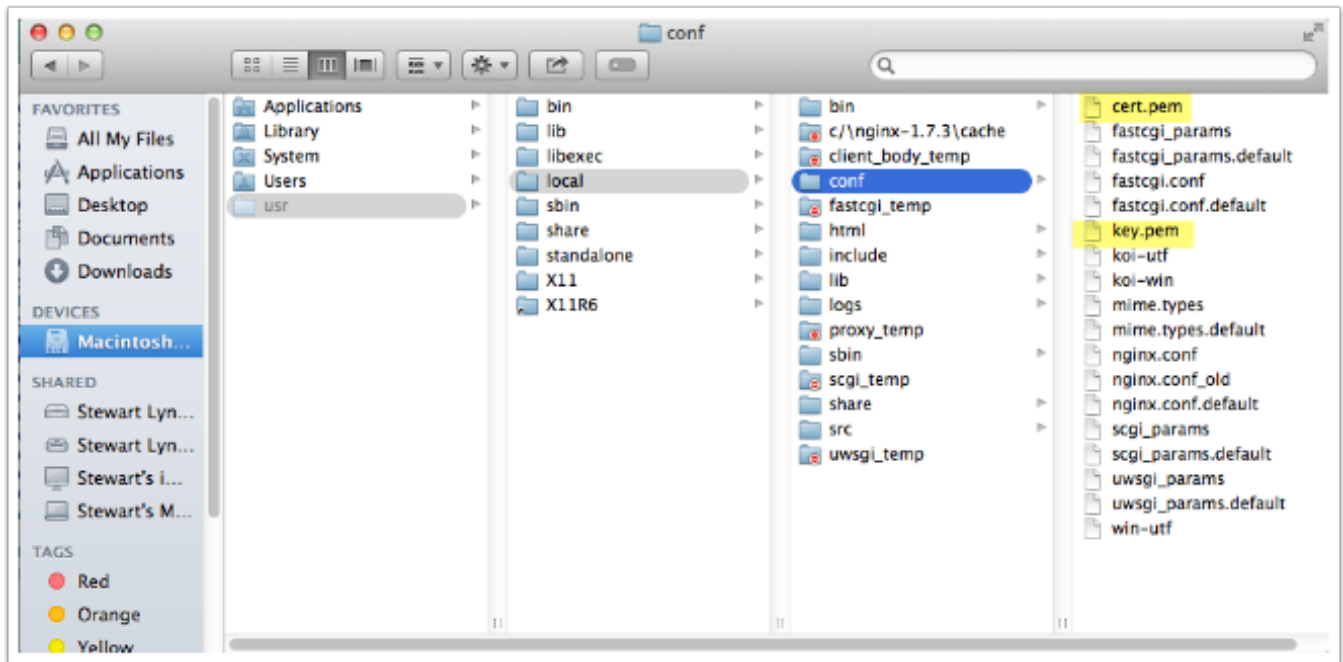 conf
FAVORITES
All My Files
Applications
Desktop
Documents
Downloads
DEVICES
Macintosh...
SHARED
Stewart Lyn...
Stewart Lyn...
Stewart's i...
Stewart's M...
TAGS
Red
Orange
Yellow
Applications
Library
System
Users
usr
bin
lib
libexec
local
sbin
share
standalone
X11
X11R6
bin
c/\nginx-1.7.3\cache
client_body_temp
conf
fastcgi_temp
html
include
lib
logs
proxy_temp
sbin
scgi_temp
share
src
uwsgi_temp
cert.pem
fastcgi_params
fastcgi_params.default
fastcgi.conf
fastcgi.conf.default
key.pem
koi-utf
koi-win
mime.types
mime.types.default
nginx.conf
nginx.conf_old
nginx.conf.default
scgi_params
scgi_params.default
uwsgi_params
uwsgi_params.default
win-utf